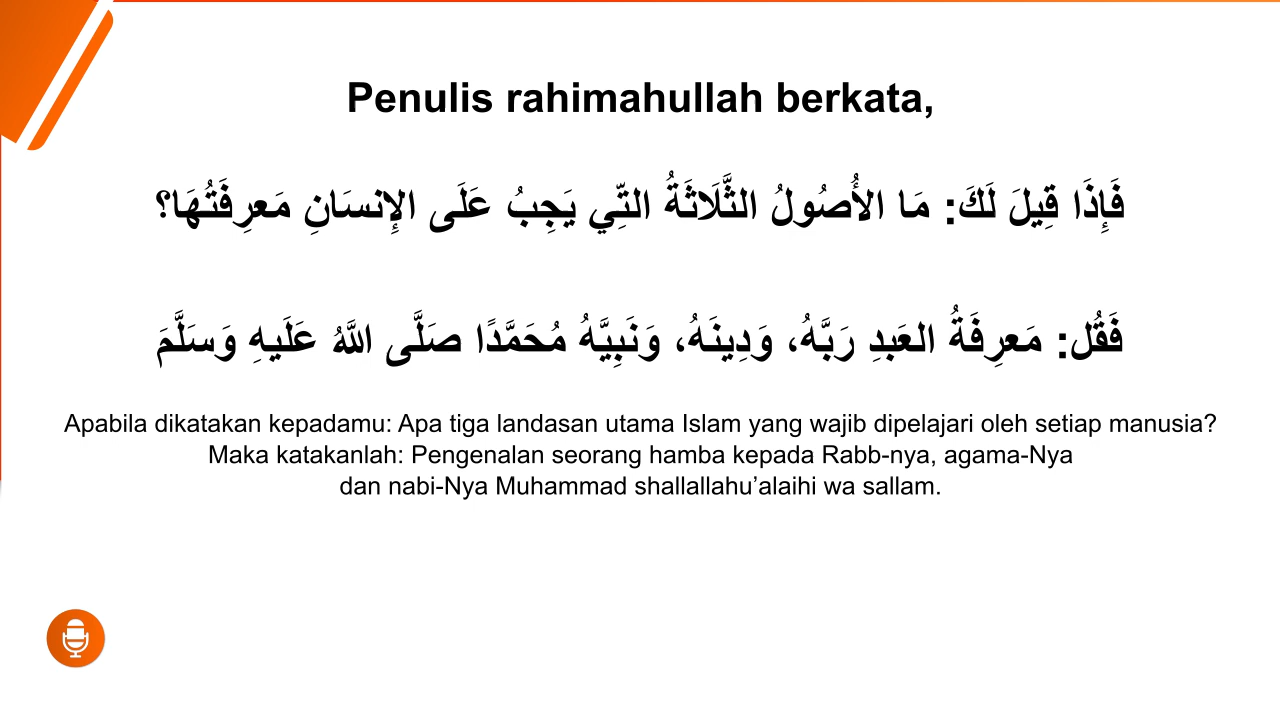 Penulis rahimahullah berkata,
فَإِذَا قِيلَ لَكَ: مَا الأُصُولُ الثَّلَاثَةُ التِّي يَجِبُ عَلَى الإِنسَانِ مَعرِفَتُهَا؟
فَقُل: مَعرِفَةُ العَبدِ رَبَّهُ، وَدِينَهُ، وَنَبِيَّهُ مُحَمَّدًا صَلَّى اللَّهُ عَلَيهِ وَسَلَّمَ
Apabila dikatakan kepadamu: Apa tiga landasan utama Islam yang wajib dipelajari oleh setiap manusia?
Maka katakanlah: Pengenalan seorang hamba kepada Rabb-nya, agama-Nya
dan nabi-Nya Muhammad shallallahu’alaihi wa sallam.